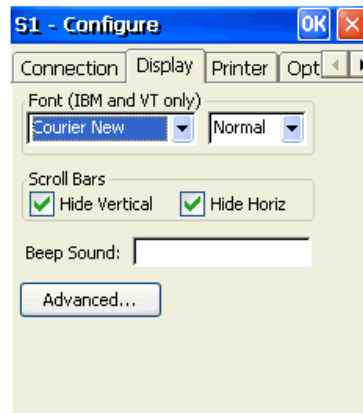 S1 - Configure OK
Connection Display Printer Opt
Font (IBM and VT only)
Courier New Normal
Scroll Bars
Hide Vertical Hide Horiz
Beep Sound:
Advanced...